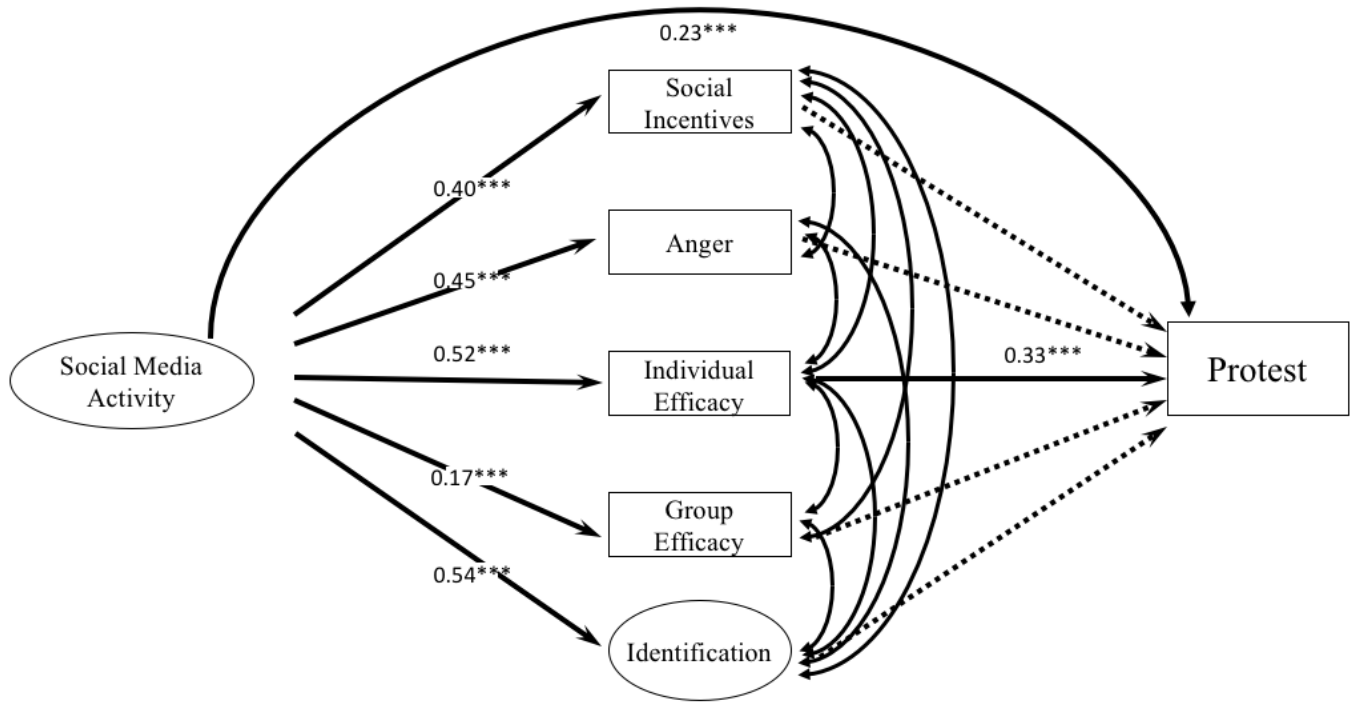 0.23***
Social
Incentives
0.40***
Anger
0.45***
0.52***
Individual
Efficacy
0.33***
Protest
Social Media
Activity
0.17***
Group
Efficacy
0.54***
Identification